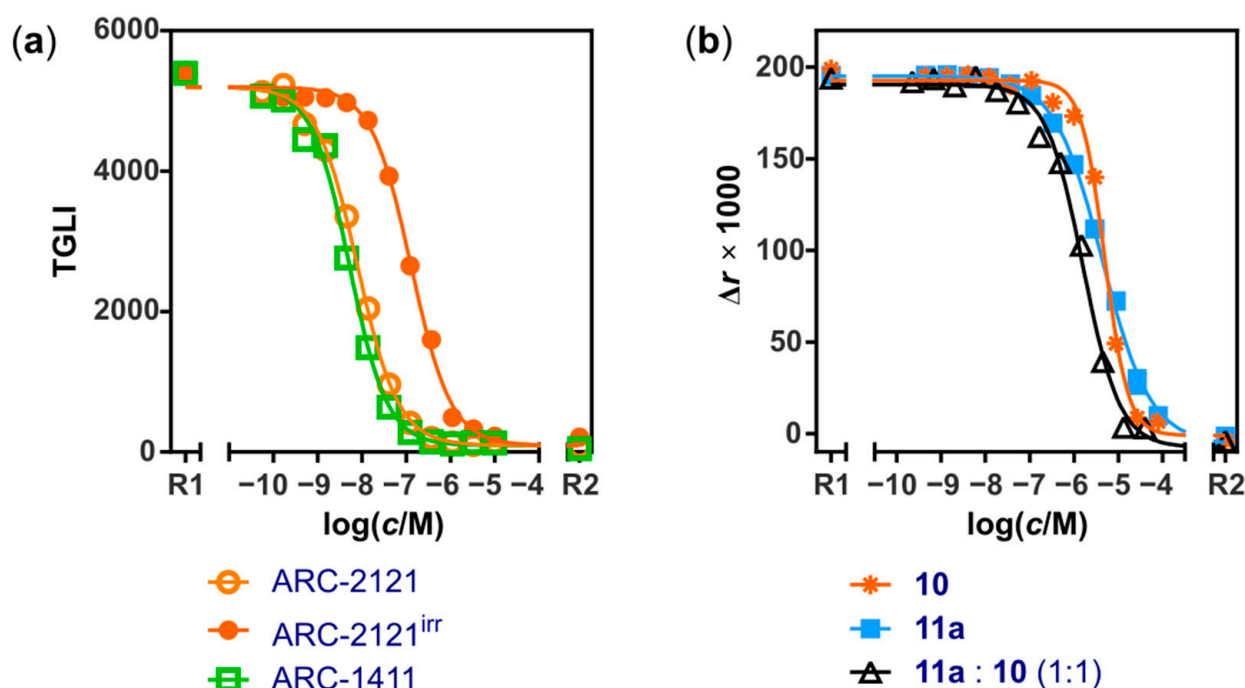 (a)
6000
4000
2000
0
TGLI
R1 −10 −9 −8 −7 −6 −5 −4 R2
log(c/M)
ARC-2121
ARC-2121irr
ARC-1411
(b)
200
150
100
50
0
Δr × 1000
R1 −10 −9 −8 −7 −6 −5 −4 R2
log(c/M)
10
11a
11a : 10 (1:1)